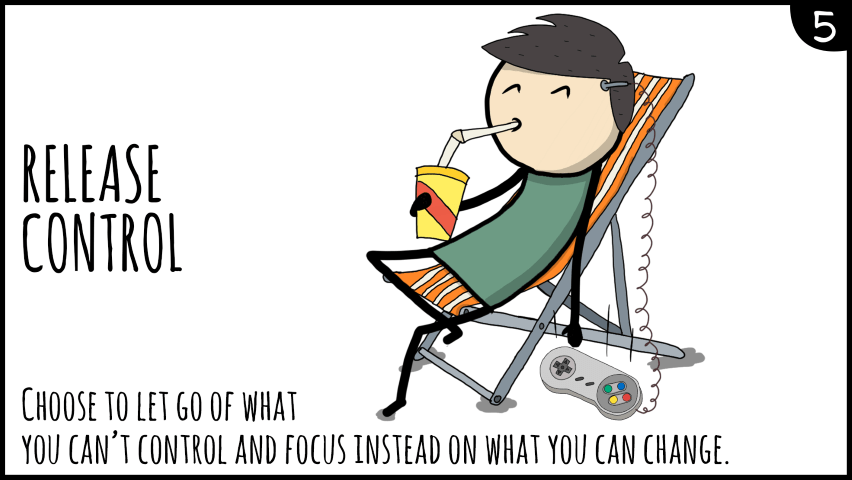 5
RELEASE
CONTROL
CHOOSE TO LET GO OF WHAT
YOU CAN'T CONTROL AND FOCUS INSTEAD ON WHAT YOU CAN CHANGE.